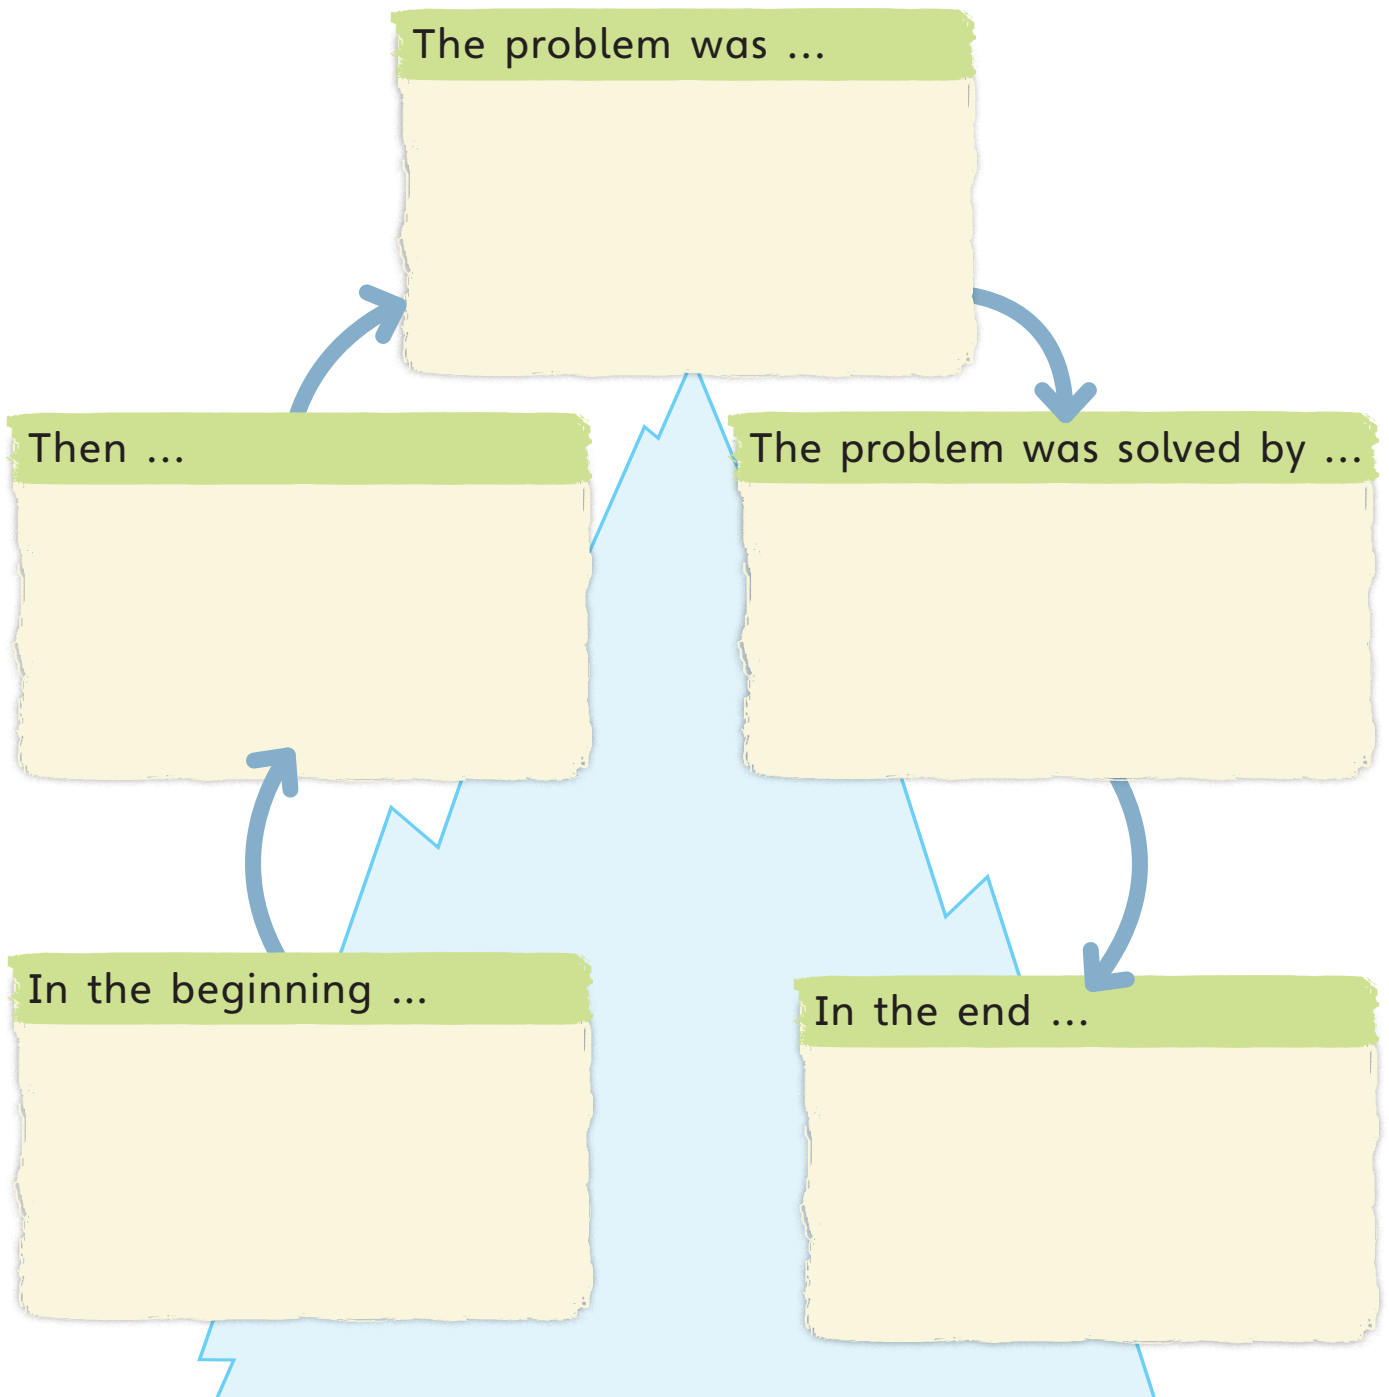 The problem was ...
Then ...
The problem was solved by ...
In the beginning ...
In the end ...